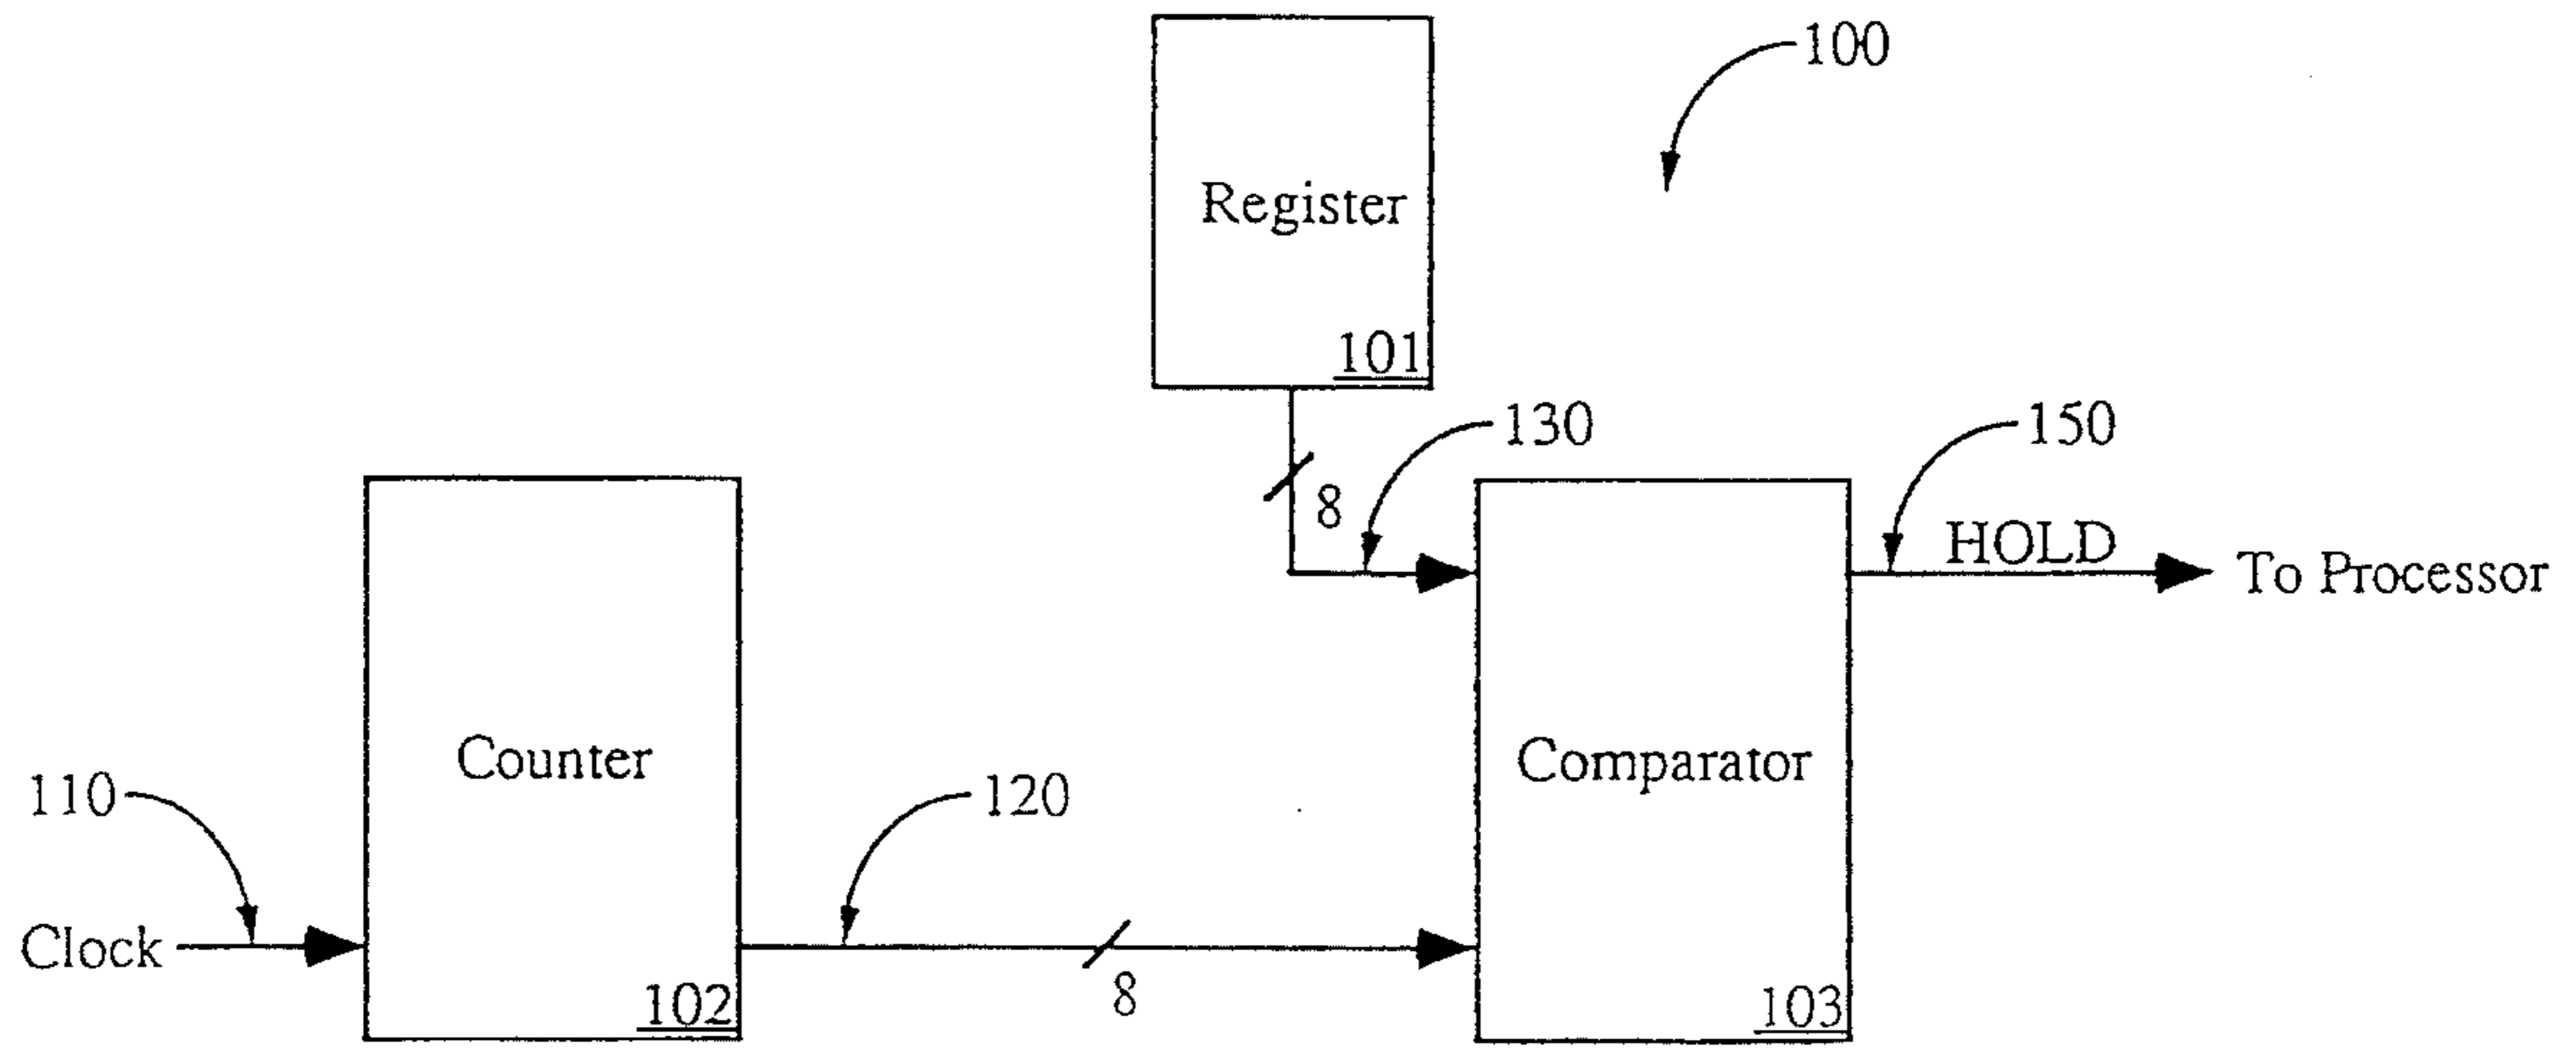 100
Register
101
130
150
8
HOLD
To Processor
Counter
Comparator
110
120
Clock
8
102
103